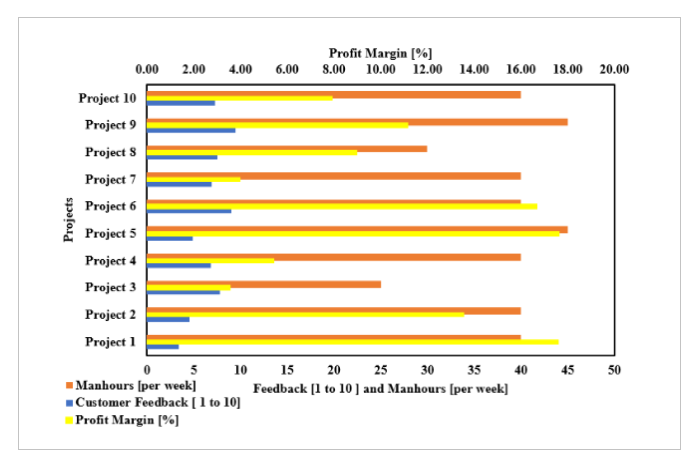 Profit Margin [%]
0.00 2.00 4.00 6.00 8.00 10.00 12.00 14.00 16.00 18.00 20.00
Project 10
Project 9
Project 8
Project 7
Project 6
Project 5
Project 4
Project 3
Project 2
Project 1
Projects
0 5 10 15 20 25 30 35 40 45 50
Feedback [1 to 10 ] and Manhours [per week]
Manhours [per week]
Customer Feedback [ 1 to 10]
Profit Margin [%]